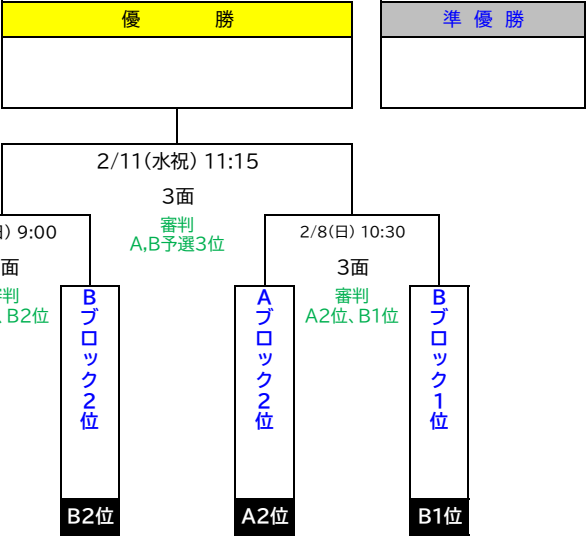 優 勝
準 優 勝
2/11(水祝) 11:15
3面
審判
A,B予選3位
) 9:00
面
判
、B2位
2/8(日) 10:30
3面
審判
A2位、B1位
Bブロック2位
Aブロック2位
Bブロック1位
B2位
A2位
B1位